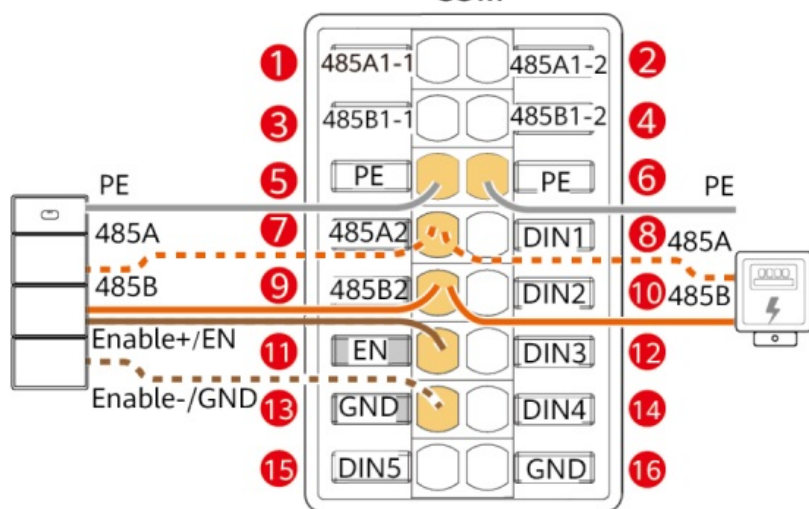 1 485A1-1 485A1-2 2
3 485B1-1 485B1-2 4
PE 5 PE PE 6 PE
485A 7 485A2 DIN1 8 485A
485B 9 485B2 DIN2 10 485B
Enable+/EN 11 EN DIN3 12
Enable-/GND 13 GND DIN4 14
15 DIN5 GND 16